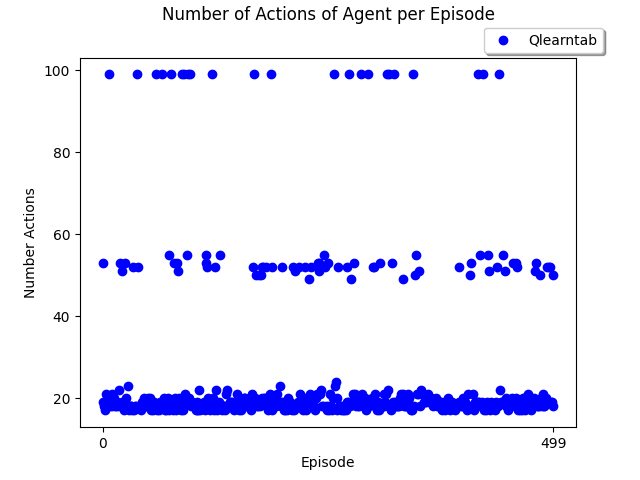 Number of Actions of Agent per Episode
Qlearntab
100
80
60
40
20
Number Actions
0
499
Episode